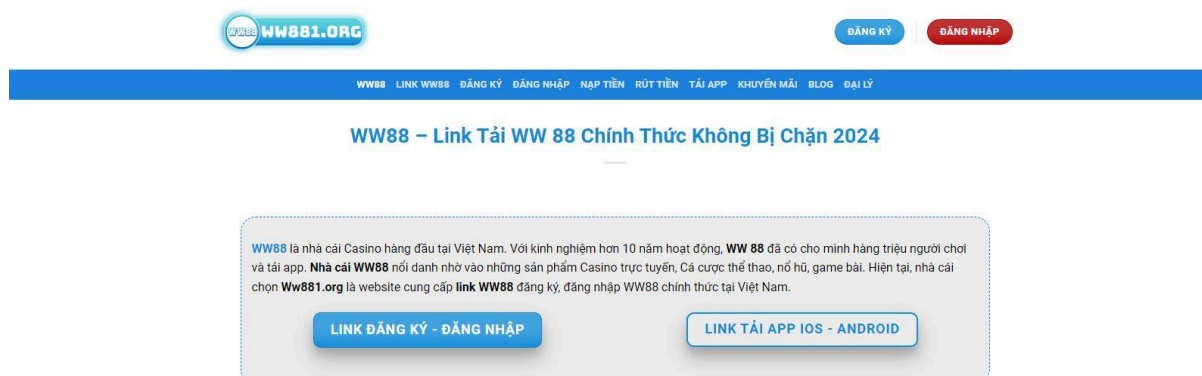 WW88 WW881.ORG
ĐĂNG KÝ ĐĂNG NHẬP
WW88 LINK WW88 ĐĂNG KÝ ĐĂNG NHẬP NẠP TIỀN RÚT TIỀN TẢI APP KHUYẾN MÃI BLOG ĐẠI LÝ
WW88 – Link Tải WW 88 Chính Thức Không Bị Chặn 2024
WW88 là nhà cái Casino hàng đầu tại Việt Nam. Với kinh nghiệm hơn 10 năm hoạt động, WW 88 đã có cho mình hàng triệu người chơi
và tải app. Nhà cái WW88 nổi danh nhờ vào những sản phẩm Casino trực tuyến, Cá cược thể thao, nổ hũ, game bài. Hiện tại, nhà cái
chọn Ww881.org là website cung cấp link WW88 đăng ký, đăng nhập WW88 chính thức tại Việt Nam.
LINK ĐĂNG KÝ - ĐĂNG NHẬP LINK TẢI APP IOS - ANDROID